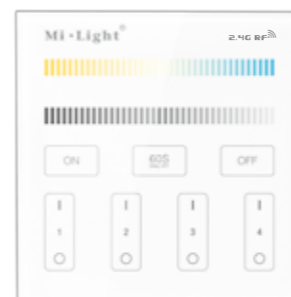 Mi·Light® 2.4G RF
ON 60S OFF
I I I I
1 2 3 4
O O O O